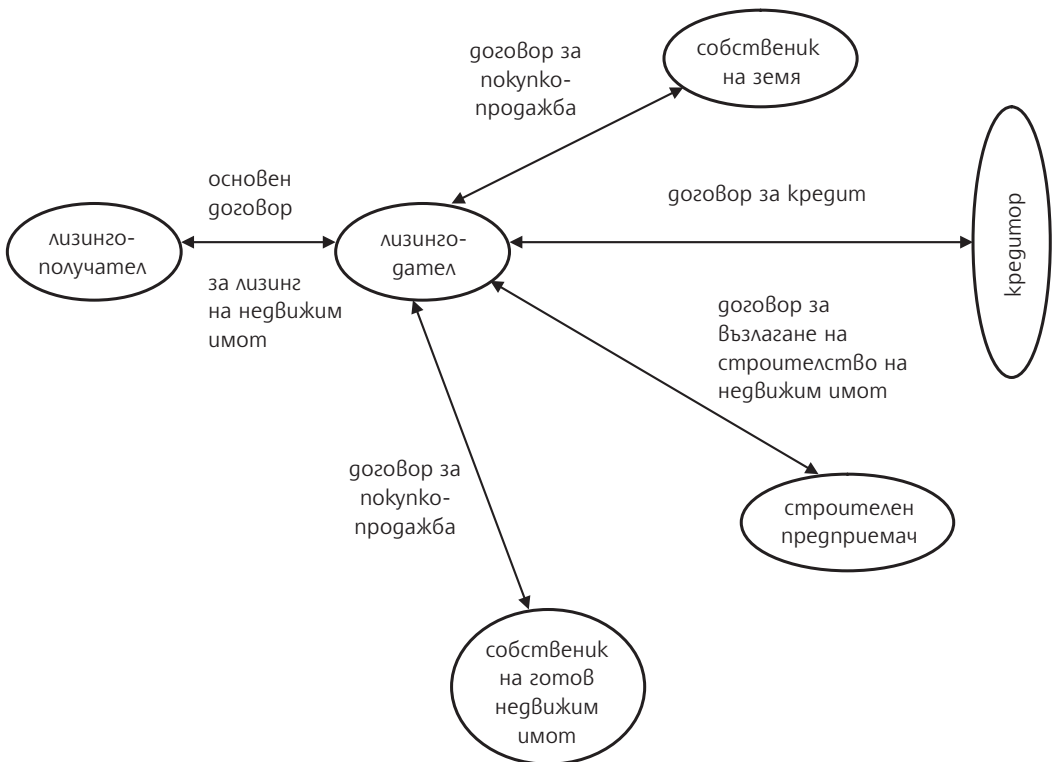 договор за
покупко-
продажба
собственик
на земя
основен
договор
договор за кредит
кредитор
лизинго-
получател
лизинго-
дател
за лизинг
на недвижим
имот
договор за
възлагане на
строителство на
недвижим имот
договор за
покупко-
продажба
строителен
предприемач
собственик
на готов
недвижим
имот